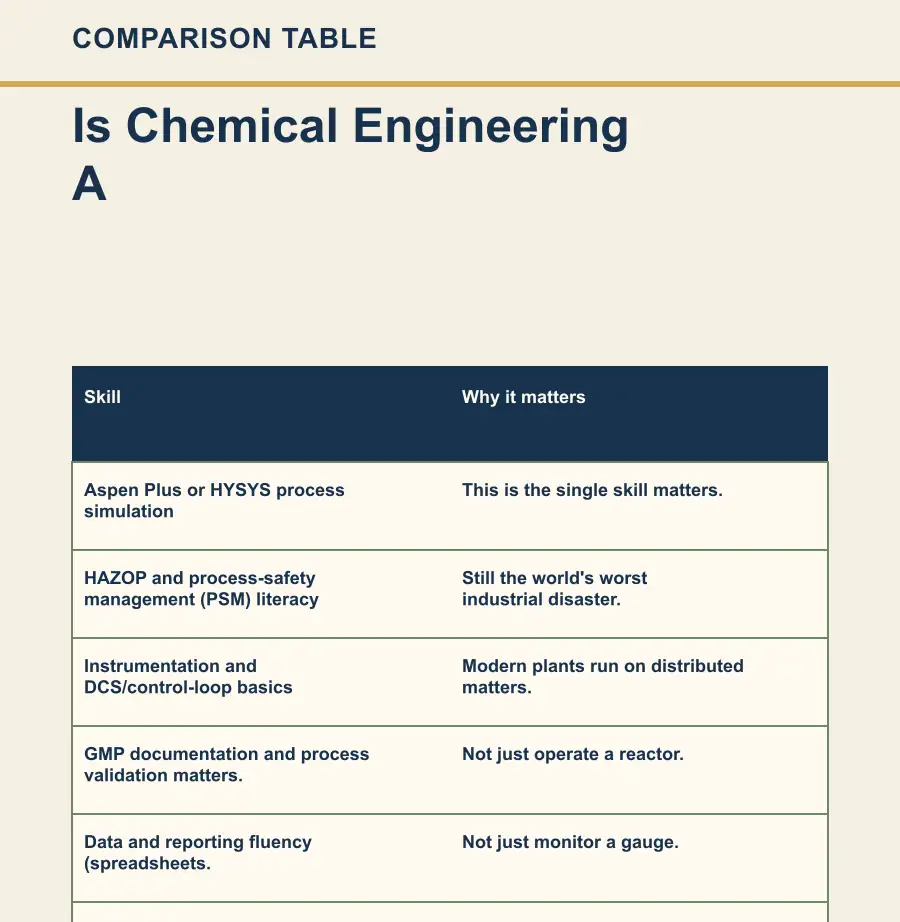 COMPARISON TABLE
Is Chemical Engineering
A
Skill
Why it matters
Aspen Plus or HYSYS process
simulation
This is the single skill matters.
HAZOP and process-safety
management (PSM) literacy
Still the world's worst
industrial disaster.
Instrumentation and
DCS/control-loop basics
Modern plants run on distributed
matters.
GMP documentation and process
validation matters.
Not just operate a reactor.
Data and reporting fluency
(spreadsheets.
Not just monitor a gauge.